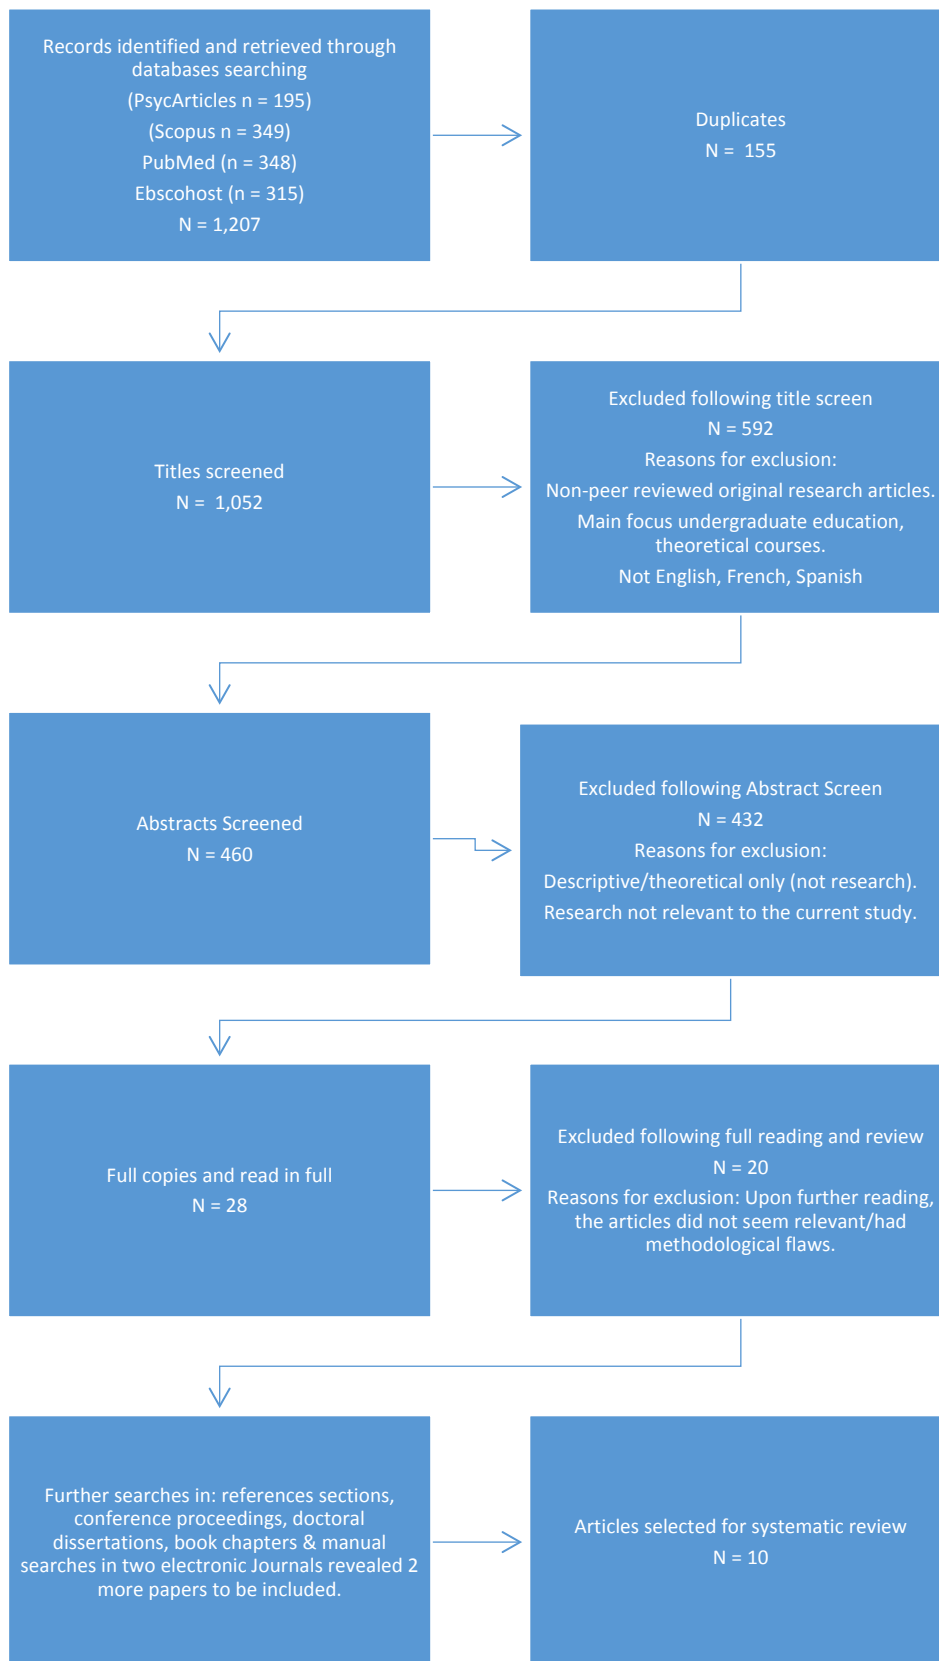 Records identified and retrieved through
databases searching
(PsycArticles n = 195)
(Scopus n = 349)
PubMed (n = 348)
Ebscohost (n = 315)
N = 1,207
Duplicates
N = 155
Titles screened
N = 1,052
Excluded following title screen
N = 592
Reasons for exclusion:
Non-peer reviewed original research articles.
Main focus undergraduate education,
theoretical courses.
Not English, French, Spanish
Abstracts Screened
N = 460
Excluded following Abstract Screen
N = 432
Reasons for exclusion:
Descriptive/theoretical only (not research).
Research not relevant to the current study.
Full copies and read in full
N = 28
Excluded following full reading and review
N = 20
Reasons for exclusion: Upon further reading,
the articles did not seem relevant/had
methodological flaws.
Further searches in: references sections,
conference proceedings, doctoral
dissertations, book chapters & manual
searches in two electronic Journals revealed 2
more papers to be included.
Articles selected for systematic review
N = 10